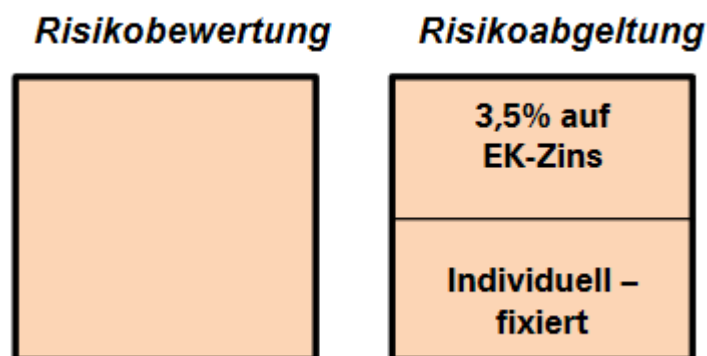 Risikobewertung
Risikoabgeltung
3,5% auf
EK-Zins
Individuell –
fixiert